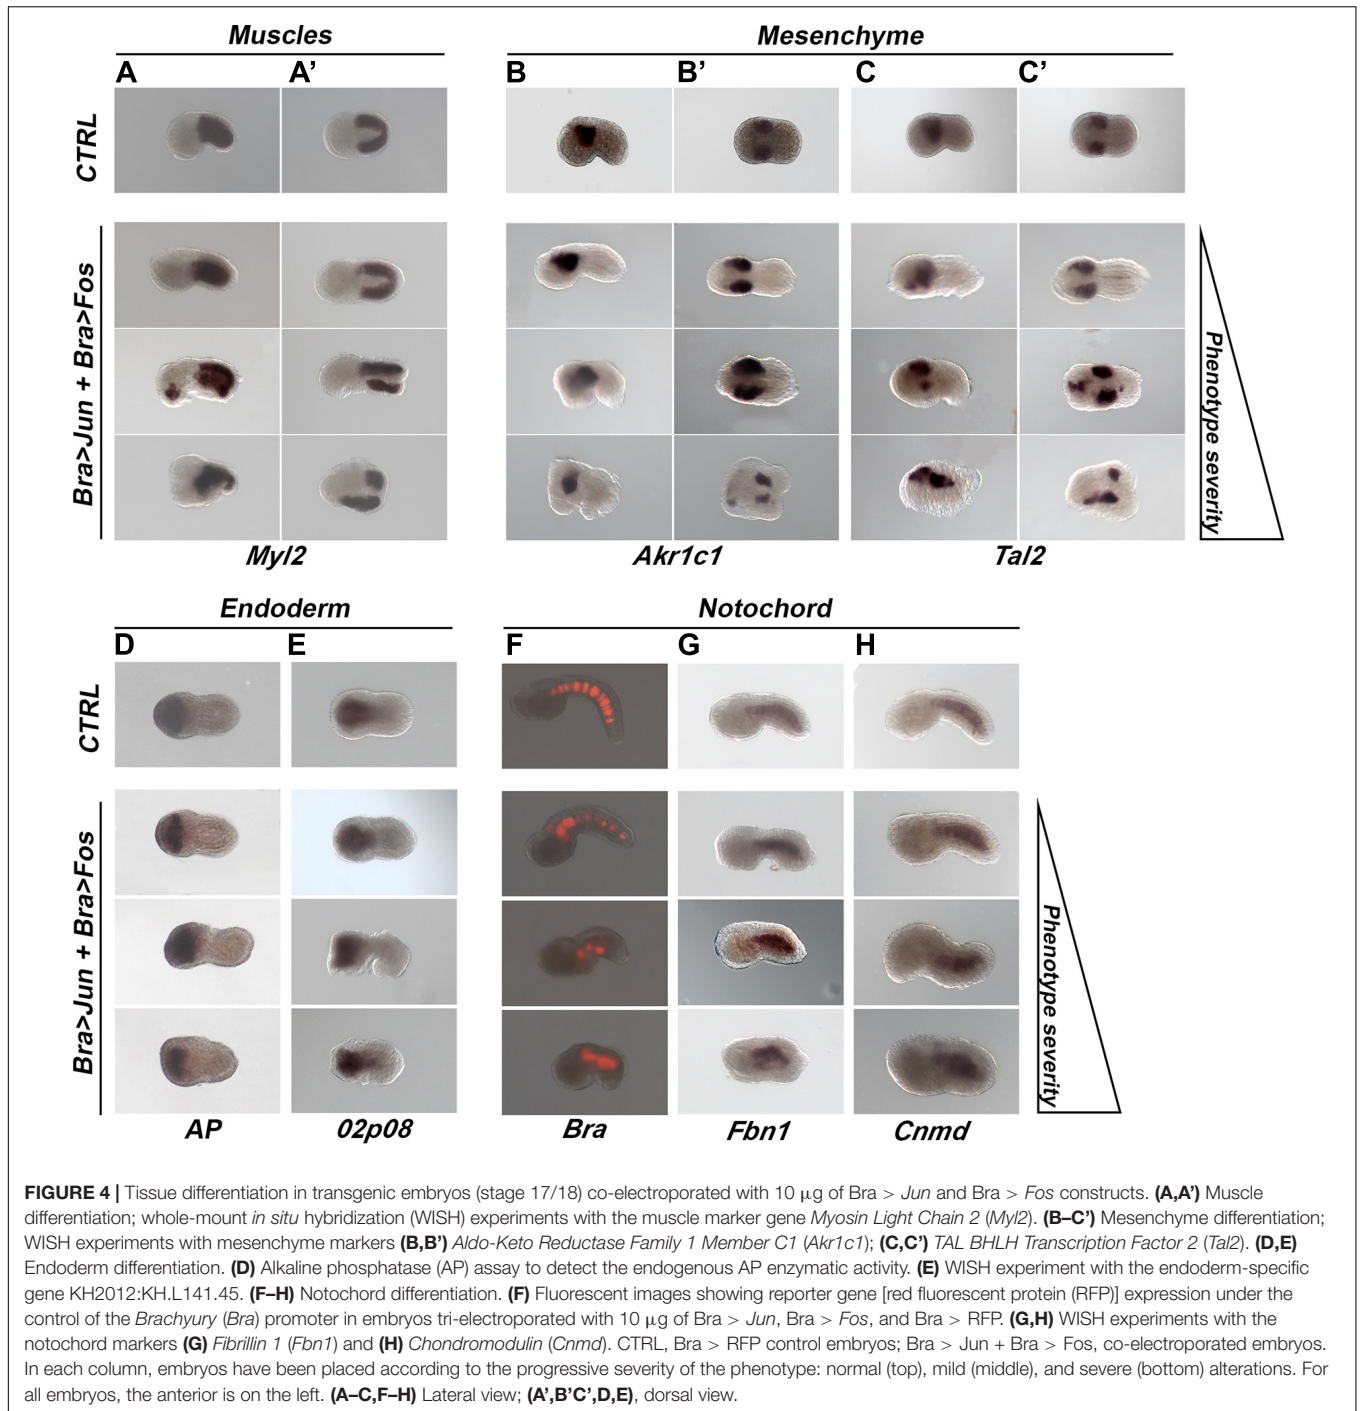 Muscles
Mesenchyme
A A’ B B’ C C’
CTRL
Bra>Jun + Bra>Fos
Phenotype severity
Myl2
Akr1c1
Tal2
Endoderm
Notochord
D E F G H
CTRL
Bra>Jun + Bra>Fos
Phenotype severity
AP
02p08
Bra
Fbn1
Cnmd
FIGURE 4 | Tissue differentiation in transgenic embryos (stage 17/18) co-electroporated with 10 μg of Bra > Jun and Bra > Fos constructs. (A,A’) Muscle
differentiation; whole-mount in situ hybridization (WISH) experiments with the muscle marker gene Myosin Light Chain 2 (Myl2). (B–C’) Mesenchyme differentiation;
WISH experiments with mesenchyme markers (B,B’) Aldo-Keto Reductase Family 1 Member C1 (Akr1c1); (C,C’) TAL BHLH Transcription Factor 2 (Tal2). (D,E)
Endoderm differentiation. (D) Alkaline phosphatase (AP) assay to detect the endogenous AP enzymatic activity. (E) WISH experiment with the endoderm-specific
gene KH2012:KH.L141.45. (F–H) Notochord differentiation. (F) Fluorescent images showing reporter gene [red fluorescent protein (RFP)] expression under the
control of the Brachyury (Bra) promoter in embryos tri-electroporated with 10 μg of Bra > Jun, Bra > Fos, and Bra > RFP. (G,H) WISH experiments with the
notochord markers (G) Fibrillin 1 (Fbn1) and (H) Chondromodulin (Cnmd). CTRL, Bra > RFP control embryos; Bra > Jun + Bra > Fos, co-electroporated embryos.
In each column, embryos have been placed according to the progressive severity of the phenotype: normal (top), mild (middle), and severe (bottom) alterations. For
all embryos, the anterior is on the left. (A–C,F–H) Lateral view; (A’,B’C’,D,E), dorsal view.